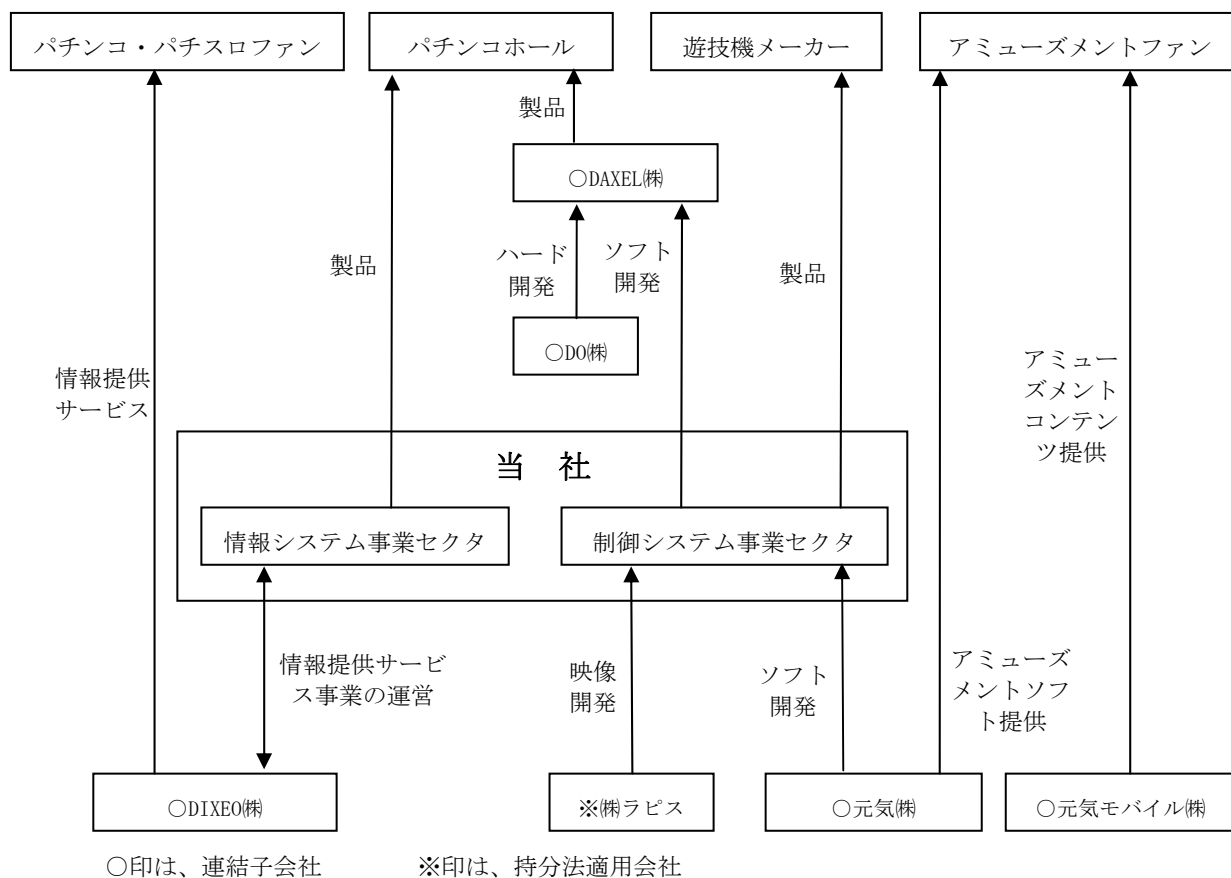 パチンコ・パチスロファン
パチンコホール
遊技機メーカー
アミューズメントファン
製品
○DAXEL㈱
ハード
開発
ソフト
開発
製品
製品
○DO㈱
情報提供
サービス
アミュー
ズメント
コンテン
ツ提供
当 社
情報システム事業セクタ
制御システム事業セクタ
情報提供サービ
ス事業の運営
映像
開発
ソフト
開発
アミューズ
メントソフ
ト提供
○DIXEO㈱
※㈱ラピス
○元気㈱
○元気モバイル㈱
○印は、連結子会社
※印は、持分法適用会社